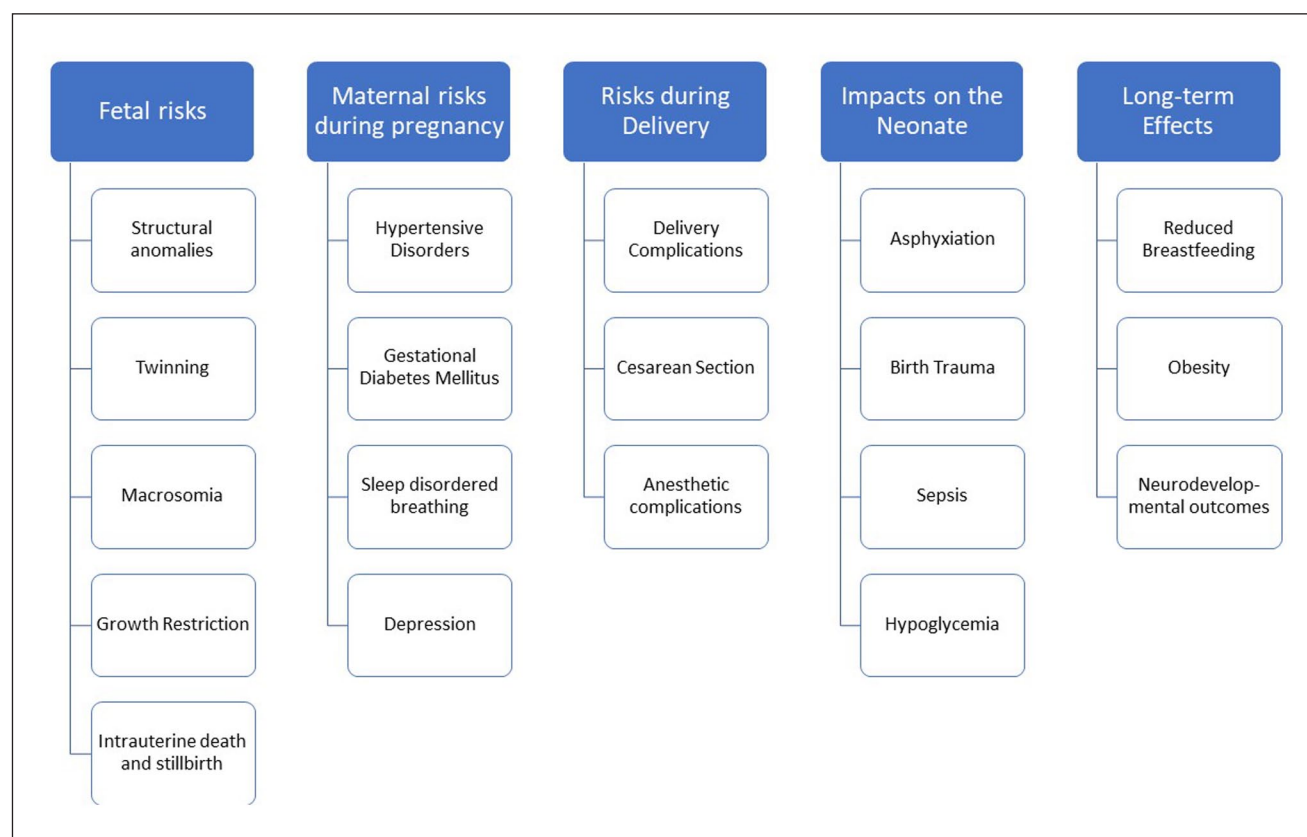 Fetal risks
Structural
anomalies
Twinning
Macrosomia
Growth Restriction
Intrauterine death
and stillbirth
Maternal risks
during pregnancy
Hypertensive
Disorders
Gestational
Diabetes Mellitus
Sleep disordered
breathing
Depression
Risks during
Delivery
Delivery
Complications
Cesarean Section
Anesthetic
complications
Impacts on the
Neonate
Asphyxiation
Birth Trauma
Sepsis
Hypoglycemia
Long-term
Effects
Reduced
Breastfeeding
Obesity
Neurodevelop-
mental outcomes